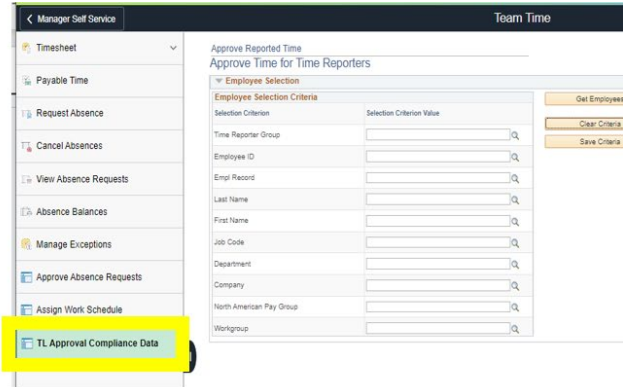 Manager Self Service
Team Time
Timesheet
Payable Time
Request Absence
Cancel Absences
View Absence Requests
Absence Balances
Manage Exceptions
Approve Absence Requests
Assign Work Schedule
TL Approval Compliance Data
Approve Reported Time
Approve Time for Time Reporters
Employee Selection
Employee Selection Criteria
Selection Criterion Selection Criterion Value
Time Reporter Group
Employee ID
Empl Record
Last Name
First Name
Job Code
Department
Company
North American Pay Group
Workgroup
Get Employees
Clear Criteria
Save Criteria